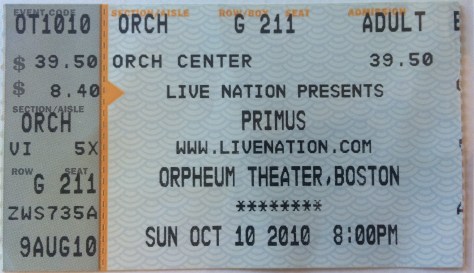 EVENT CODE
OT1010
$ 39.50
$ 8.40
SECTION/AISLE
ORCH
VI 5X
ROW SEAT
G 211
ZWS735A
9AUG10
SECTION/AISLE ROW/BOX SEAT ADMISSION
ORCH G 211 ADULT
ORCH CENTER 39.50
LIVE NATION PRESENTS
PRIMUS
WWW.LIVENATION.COM
ORPHEUM THEATER,BOSTON
********
SUN OCT 10 2010 8:00PM